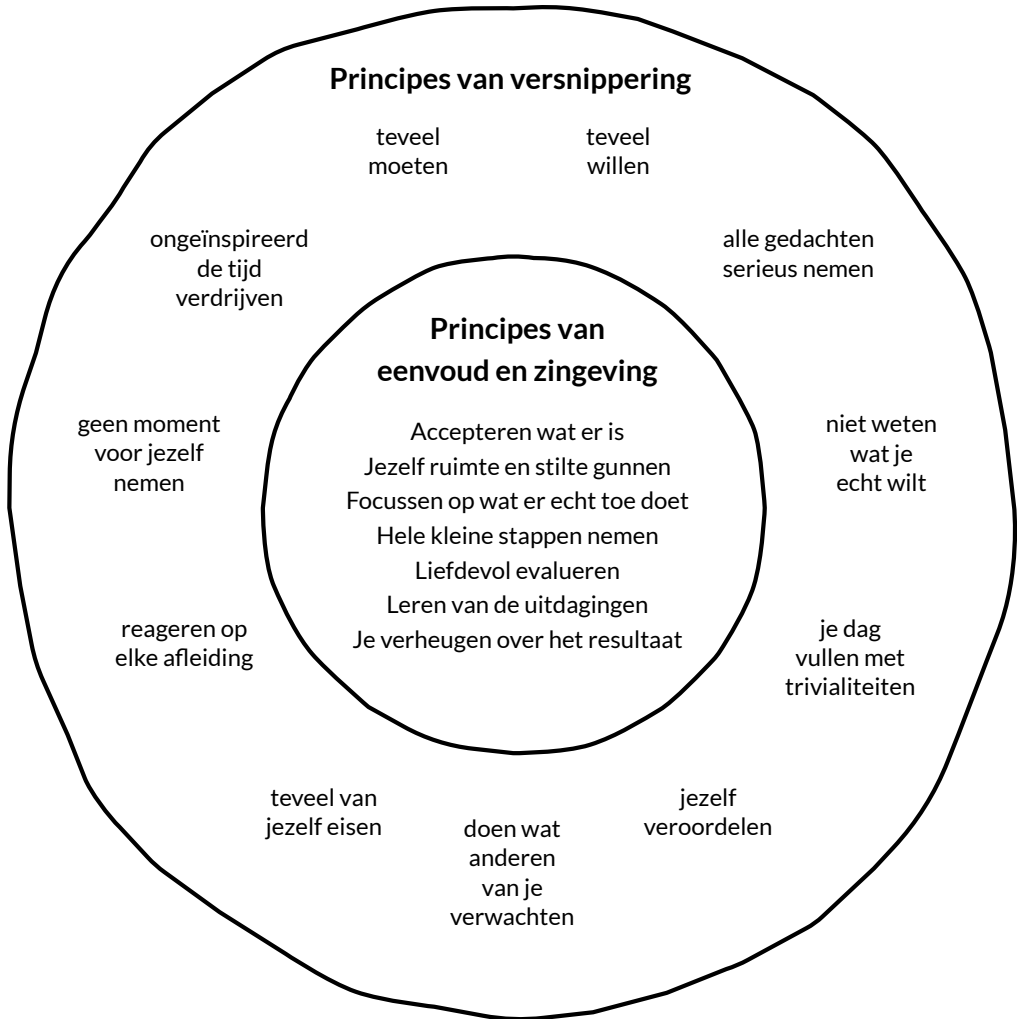 Principes van versnippering
teveel
moeten
teveel
willen
ongeïnspireerd
de tijd
verdrijven
alle gedachten
serieus nemen
Principes van
eenvoud en zingeving
Accepteren wat er is
Jezelf ruimte en stilte gunnen
Focussen op wat er echt toe doet
Hele kleine stappen nemen
Liefdevol evalueren
Leren van de uitdagingen
Je verheugen over het resultaat
geen moment
voor jezelf
nemen
niet weten
wat je
echt wilt
reageren op
elke afleiding
je dag
vullen met
trivialiteiten
teveel van
jezelf eisen
doen wat
anderen
van je
verwachten
jezelf
veroordelen